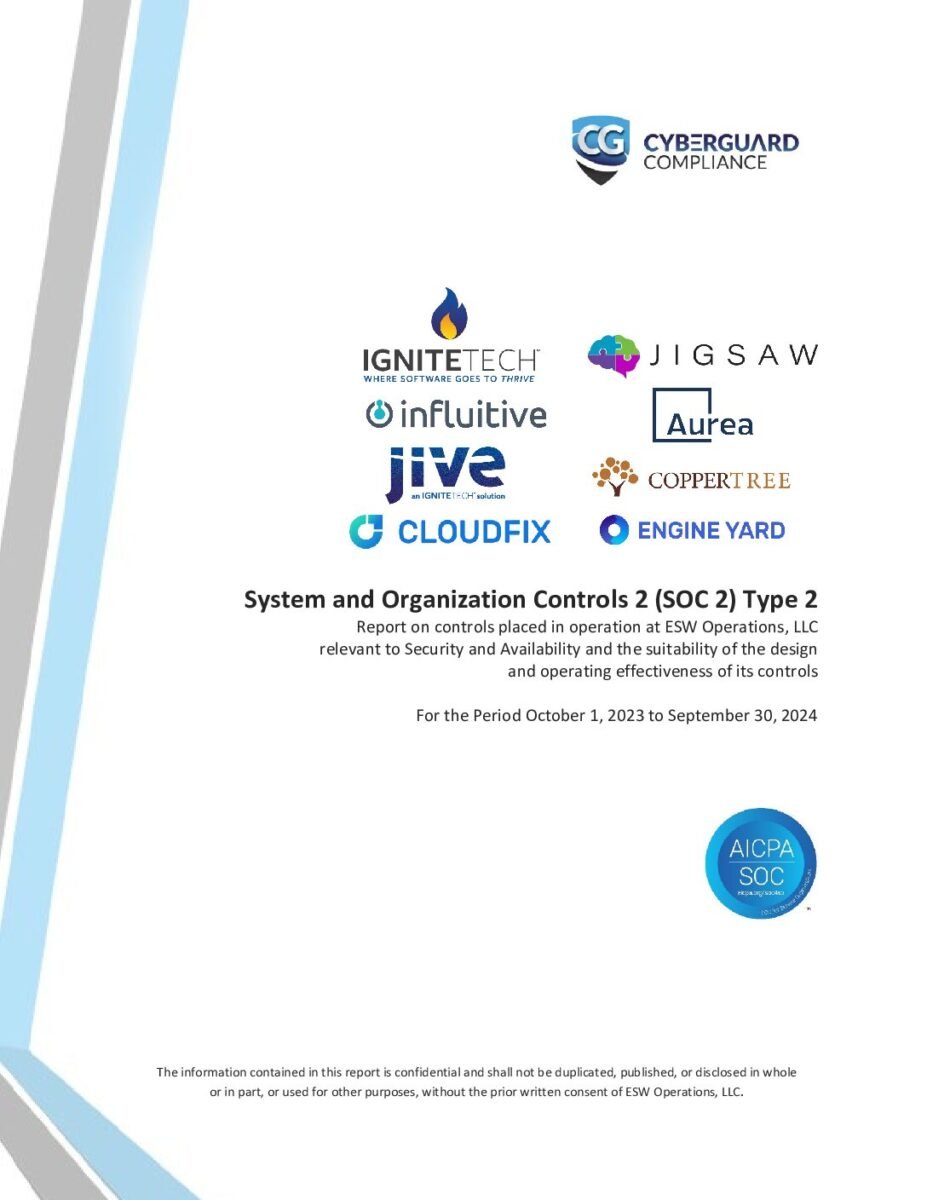 CG
CYBERGUARD
COMPLIANCE
IGNITETECH
WHERE SOFTWARE GOES TO THRIVE
JIGSAW
influitive
Aurea
jive
an IGNITETECH solution
COPPERTREE
CLOUDFIX
ENGINE YARD
System and Organization Controls 2 (SOC 2) Type 2
Report on controls placed in operation at ESW Operations, LLC
relevant to Security and Availability and the suitability of the design
and operating effectiveness of its controls
For the Period October 1, 2023 to September 30, 2024
AICPA
SOC
The information contained in this report is confidential and shall not be duplicated, published, or disclosed in whole
or in part, or used for other purposes, without the prior written consent of ESW Operations, LLC.